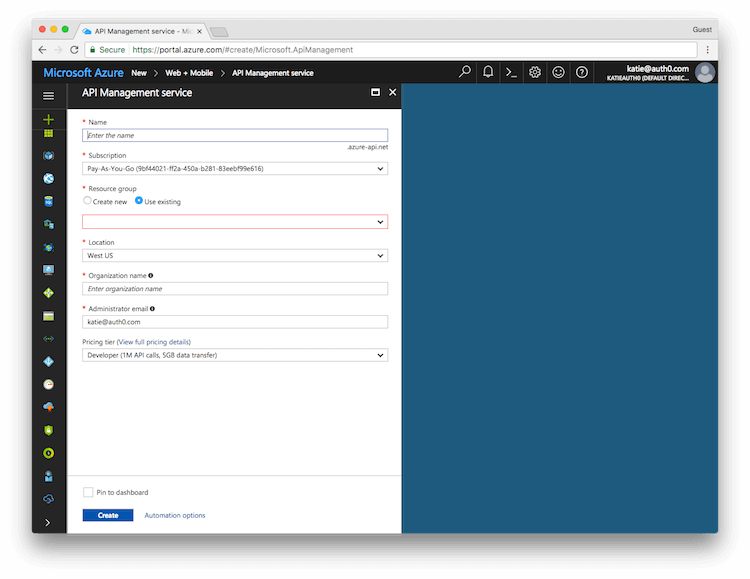 API Management service - Mic
Guest
Secure
https://portal.azure.com/#create/Microsoft.ApiManagement
Microsoft Azure New > Web + Mobile > API Management service
katie@auth0.com
KATIEAUTH0 (DEFAULT DIREC...
API Management service
* Name
Enter the name
.azure-api.net
* Subscription
Pay-As-You-Go (9bf44021-ff2a-450a-b281-83eebf99e616)
* Resource group
Create new Use existing
* Location
West US
* Organization name
Enter organization name
* Administrator email
katie@auth0.com
Pricing tier (View full pricing details)
Developer (1M API calls, 5GB data transfer)
Pin to dashboard
Create Automation options